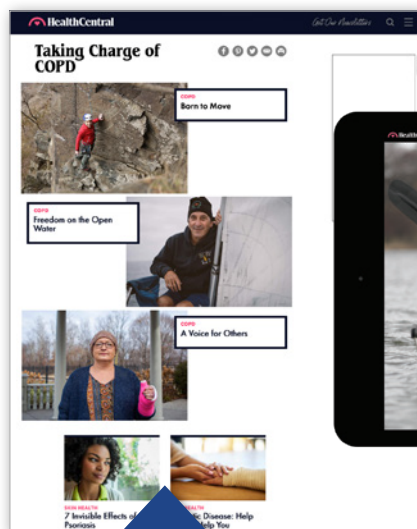 HealthCentral
Get Our Newsletters
Taking Charge of
COPD
COPD
Born to Move
COPD
Freedom on the Open
Water
COPD
A Voice for Others
SKIN HEALTH
7 Invisible Effects of
Psoriasis
HEALTH
Disease: Help
Help You